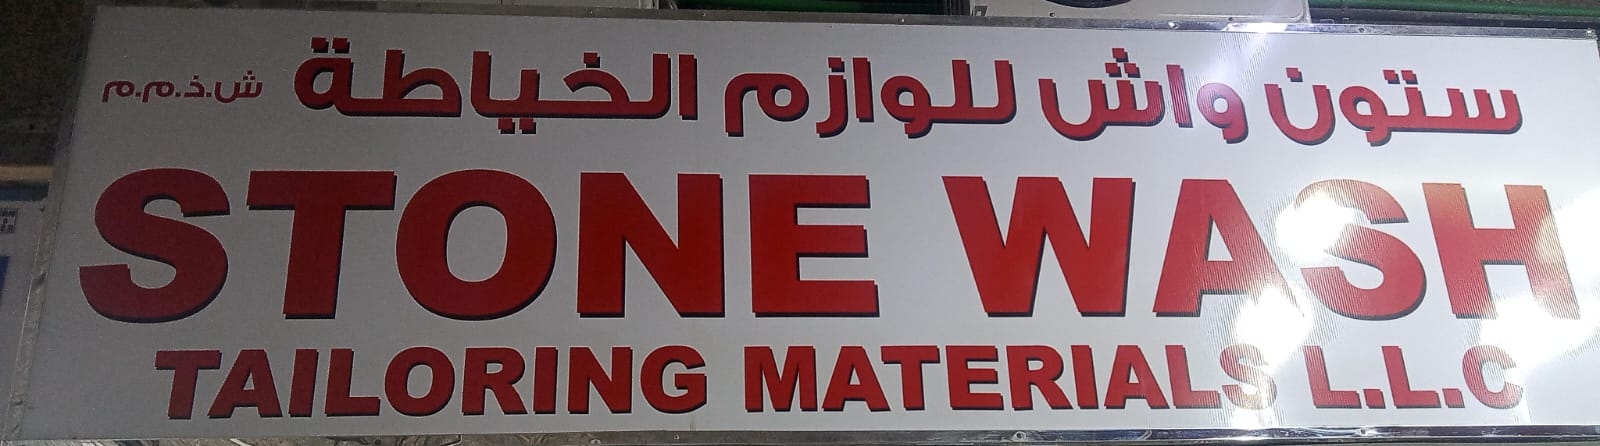 ستون واش للوازم الخياطة ش.ذ.م.م
STONE WASH
TAILORING MATERIALS L.L.C